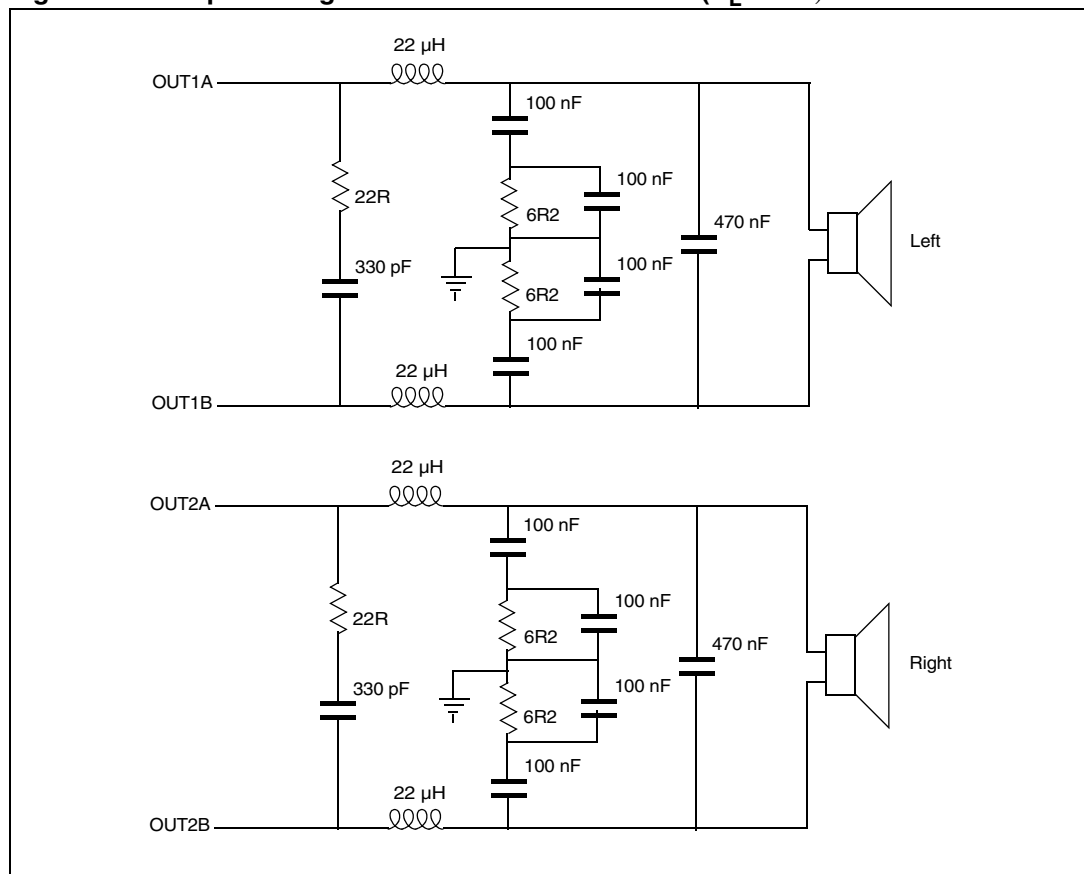 22 µH
OUT1A
100 nF
22R
100 nF
6R2
470 nF
Left
330 pF
100 nF
6R2
100 nF
22 µH
OUT1B
22 µH
OUT2A
100 nF
22R
100 nF
6R2
470 nF
Right
330 pF
100 nF
6R2
100 nF
22 µH
OUT2B